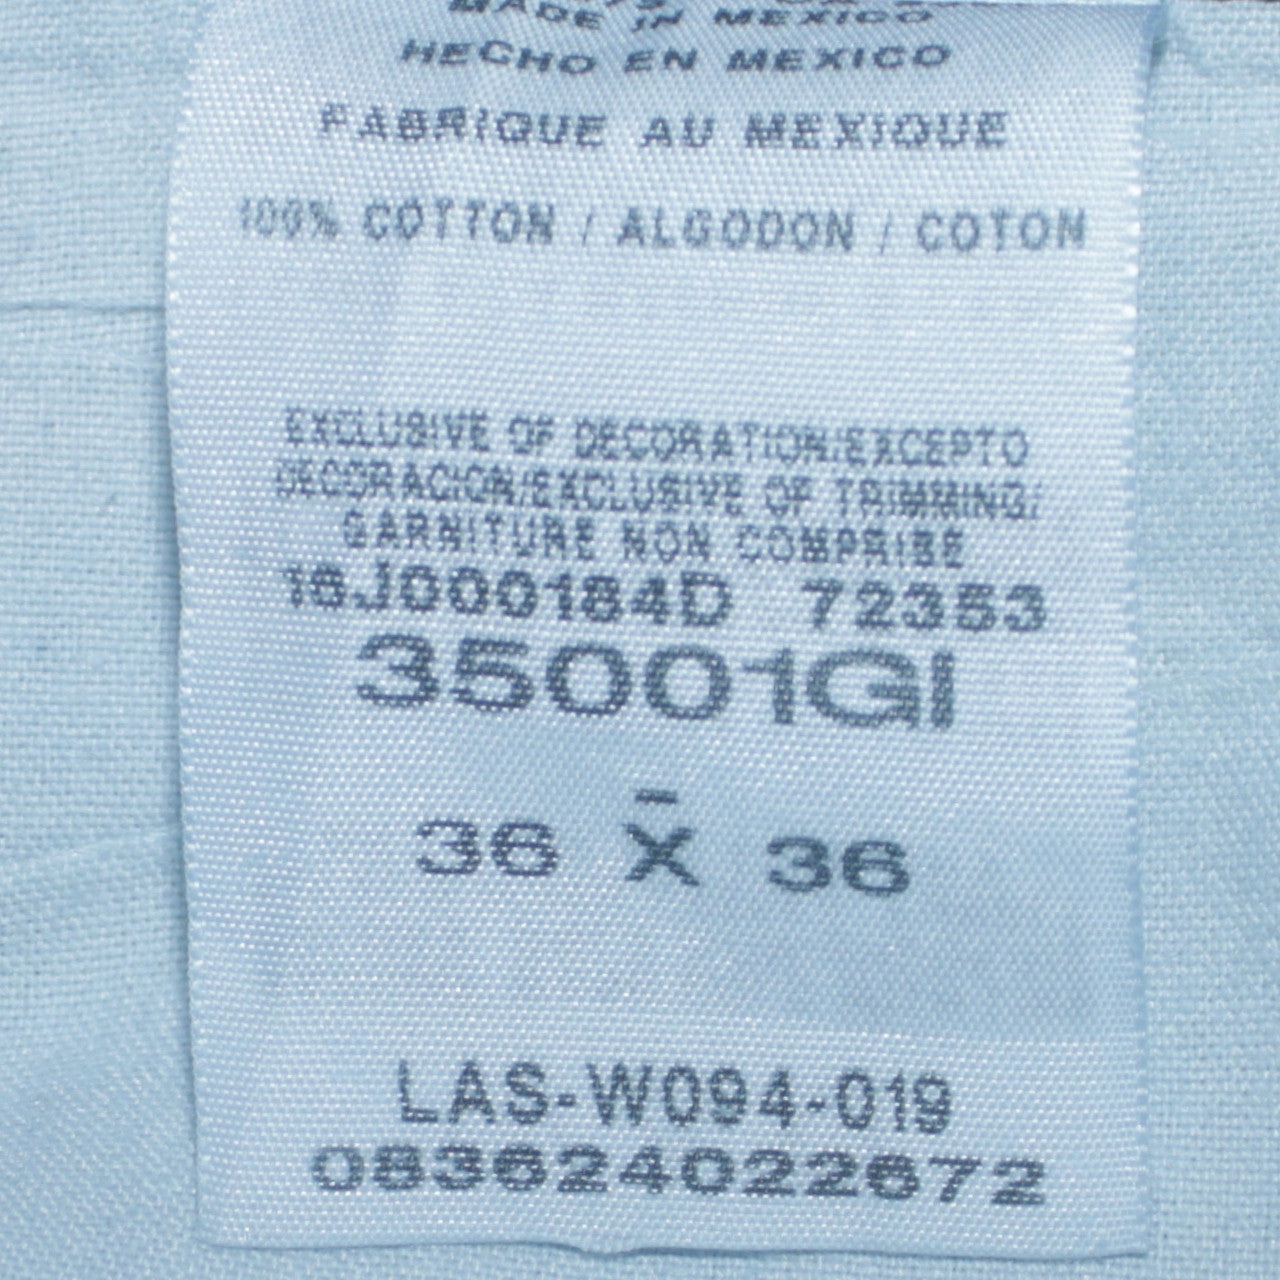 MADE IN MEXICO
HECHO EN MEXICO
FABRIQUE AU MEXIQUE
100% COTTON / ALGODON / COTON
EXCLUSIVE OF DECORATION/EXCEPTO
DECORACION/EXCLUSIVE OF TRIMMING/
GARNITURE NON COMPRISE
16J000184D 72353
35001GI
36 X̄ 36
LAS-W094-019
083624022672